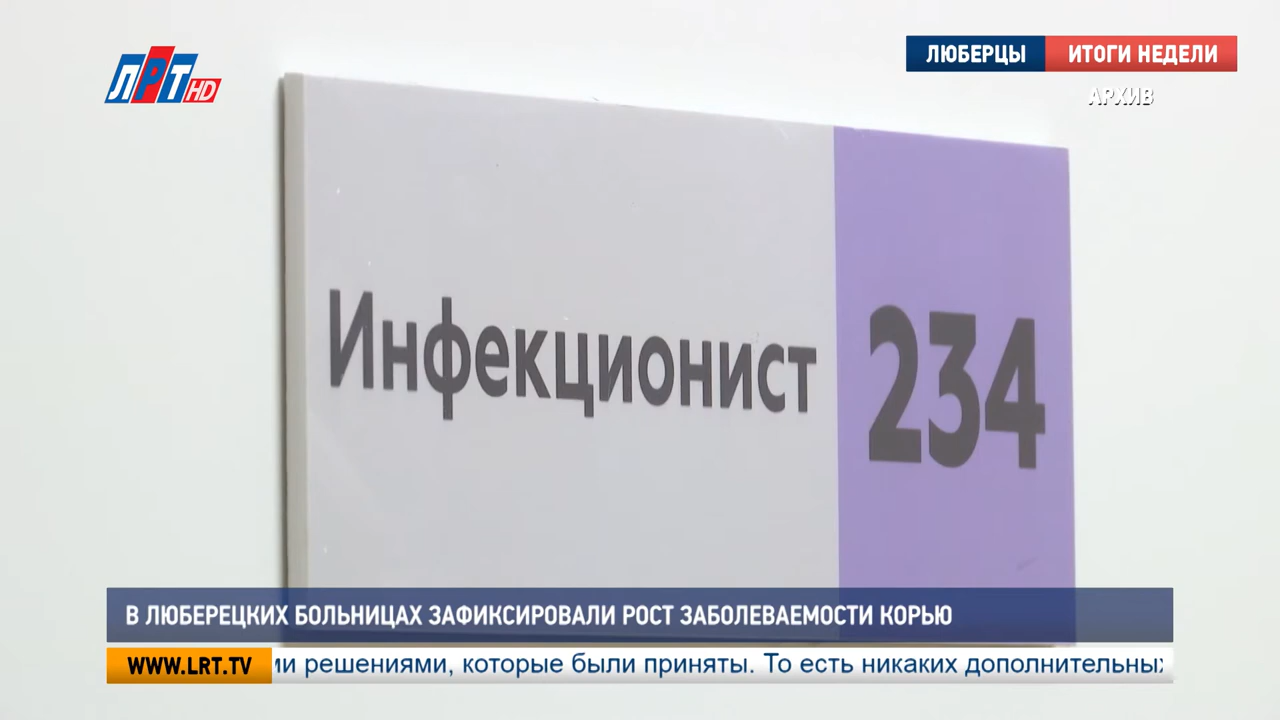 ЛРТ HD
ЛЮБЕРЦЫ ИТОГИ НЕДЕЛИ
АРХИВ
Инфекционист 234
В ЛЮБЕРЕЦКИХ БОЛЬНИЦАХ ЗАФИКСИРОВАЛИ РОСТ ЗАБОЛЕВАЕМОСТИ КОРЬЮ
WWW.LRT.TV решениями, которые были приняты. То есть никаких дополнительных